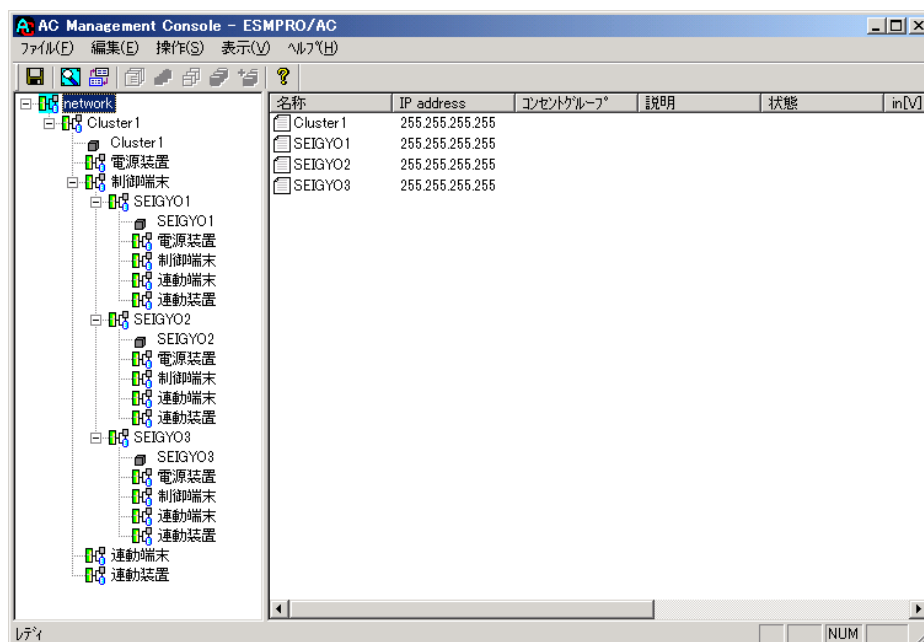 AC Management Console - ESMPRO/AC
ファイル(F) 編集(E) 操作(S) 表示(V) ヘルプ(H)
名称 IP address コンセントグループ 説明 状態 in[V]
network
Cluster1
Cluster1
電源装置
制御端末
SEIGYO1
SEIGYO1
電源装置
制御端末
連動端末
連動装置
SEIGYO2
SEIGYO2
電源装置
制御端末
連動端末
連動装置
SEIGYO3
SEIGYO3
電源装置
制御端末
連動端末
連動装置
連動端末
連動装置
Cluster1 255.255.255.255
SEIGYO1 255.255.255.255
SEIGYO2 255.255.255.255
SEIGYO3 255.255.255.255
レディ NUM